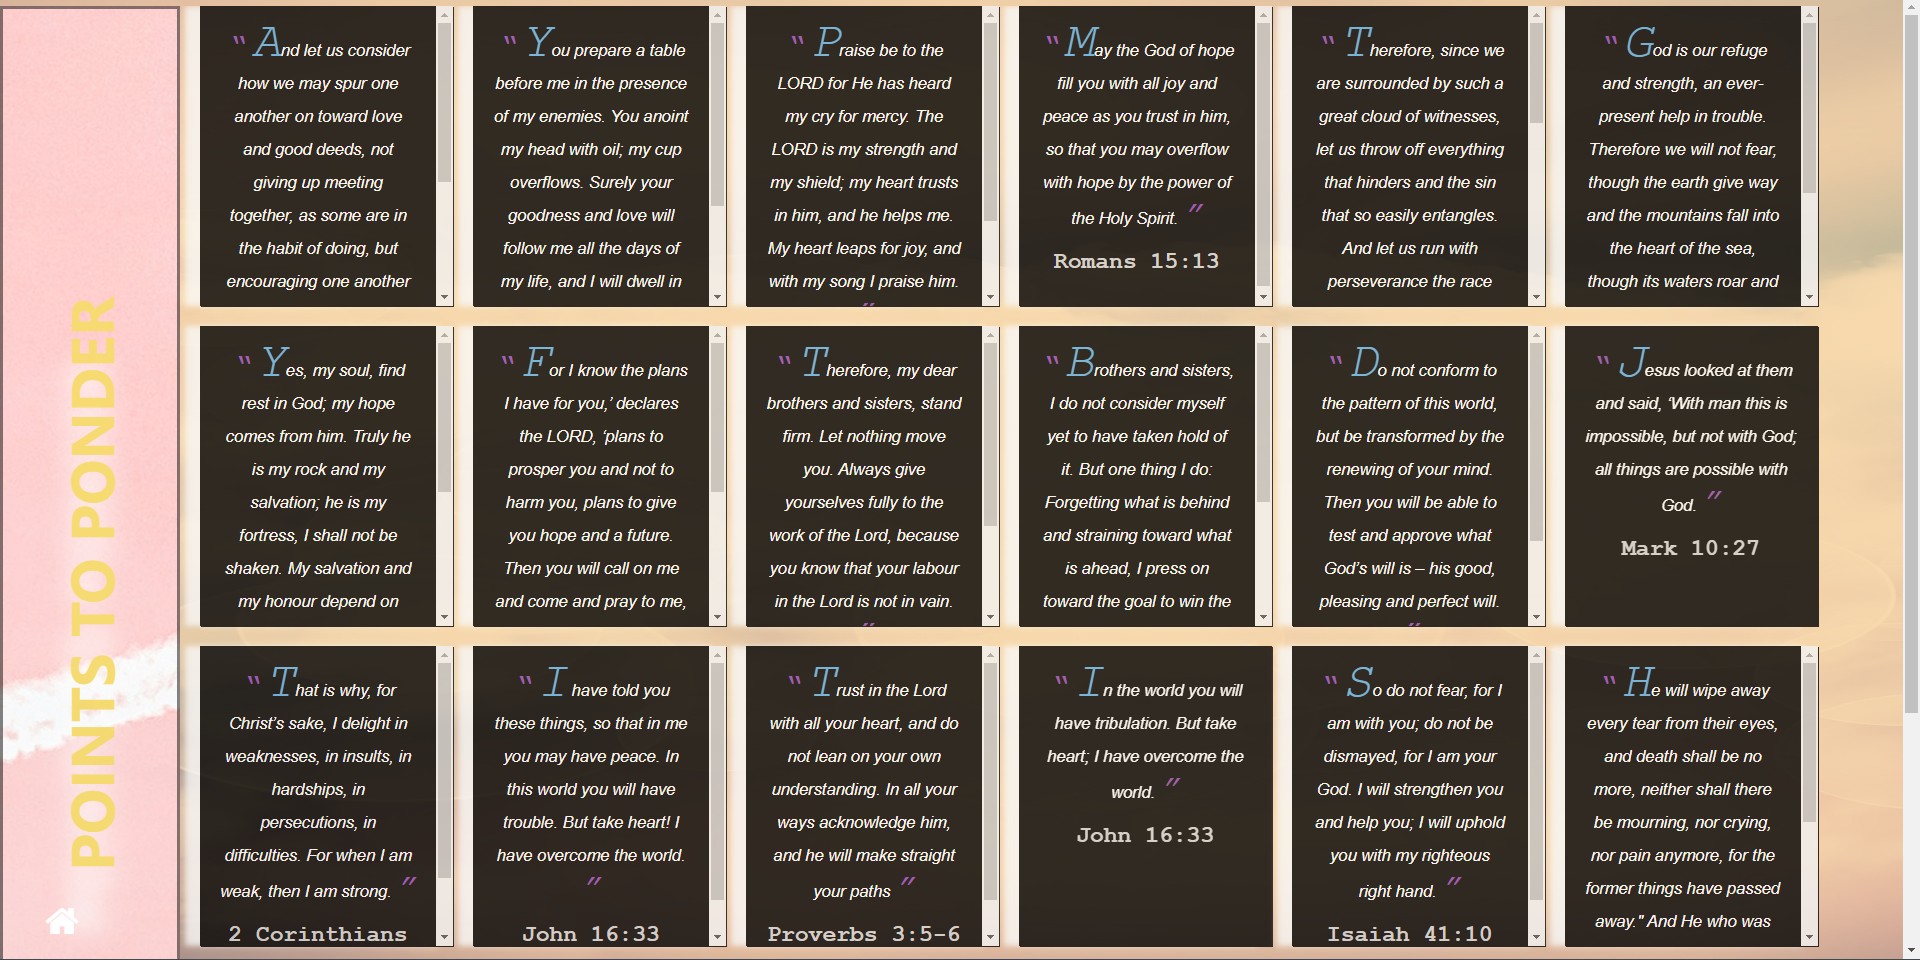 POINTS TO PONDER
" And let us consider
how we may spur one
another on toward love
and good deeds, not
giving up meeting
together, as some are in
the habit of doing, but
encouraging one another
" You prepare a table
before me in the presence
of my enemies. You anoint
my head with oil; my cup
overflows. Surely your
goodness and love will
follow me all the days of
my life, and I will dwell in
" Praise be to the
LORD for He has heard
my cry for mercy. The
LORD is my strength and
my shield; my heart trusts
in him, and he helps me.
My heart leaps for joy, and
with my song I praise him.
"
" May the God of hope
fill you with all joy and
peace as you trust in him,
so that you may overflow
with hope by the power of
the Holy Spirit. "
Romans 15:13
" Therefore, since we
are surrounded by such a
great cloud of witnesses,
let us throw off everything
that hinders and the sin
that so easily entangles.
And let us run with
perseverance the race
" God is our refuge
and strength, an ever-
present help in trouble.
Therefore we will not fear,
though the earth give way
and the mountains fall into
the heart of the sea,
though its waters roar and
" Yes, my soul, find
rest in God; my hope
comes from him. Truly he
is my rock and my
salvation; he is my
fortress, I shall not be
shaken. My salvation and
my honour depend on
" For I know the plans
I have for you,’ declares
the LORD, ‘plans to
prosper you and not to
harm you, plans to give
you hope and a future.
Then you will call on me
and come and pray to me,
" Therefore, my dear
brothers and sisters, stand
firm. Let nothing move
you. Always give
yourselves fully to the
work of the Lord, because
you know that your labour
in the Lord is not in vain.
"
" Brothers and sisters,
I do not consider myself
yet to have taken hold of
it. But one thing I do:
Forgetting what is behind
and straining toward what
is ahead, I press on
toward the goal to win the
" Do not conform to
the pattern of this world,
but be transformed by the
renewing of your mind.
Then you will be able to
test and approve what
God’s will is – his good,
pleasing and perfect will.
"
" Jesus looked at them
and said, ‘With man this is
impossible, but not with God;
all things are possible with
God. "
Mark 10:27
" That is why, for
Christ’s sake, I delight in
weaknesses, in insults, in
hardships, in
persecutions, in
difficulties. For when I am
weak, then I am strong. "
2 Corinthians
" I have told you
these things, so that in me
you may have peace. In
this world you will have
trouble. But take heart! I
have overcome the world.
"
John 16:33
" Trust in the Lord
with all your heart, and do
not lean on your own
understanding. In all your
ways acknowledge him,
and he will make straight
your paths "
Proverbs 3:5-6
" In the world you will
have tribulation. But take
heart; I have overcome the
world. "
John 16:33
" So do not fear, for I
am with you; do not be
dismayed, for I am your
God. I will strengthen you
and help you; I will uphold
you with my righteous
right hand. "
Isaiah 41:10
" He will wipe away
every tear from their eyes,
and death shall be no
more, neither shall there
be mourning, nor crying,
nor pain anymore, for the
former things have passed
away." And He who was